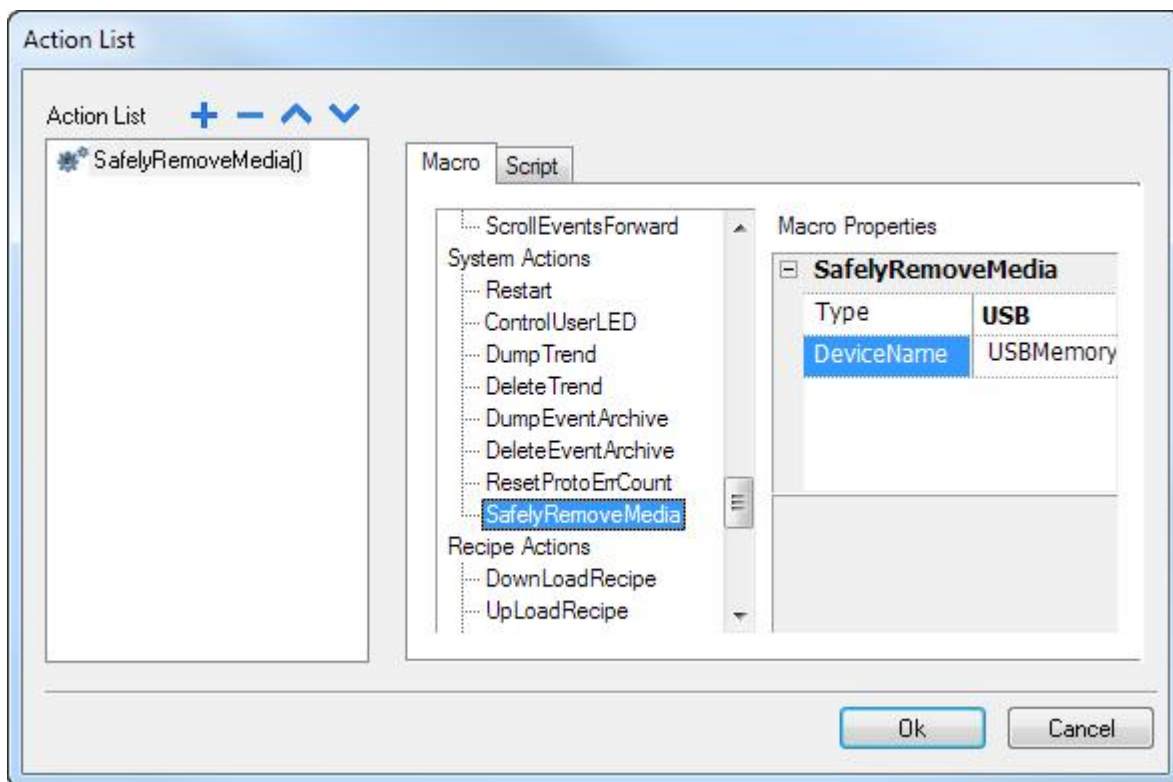 Action List
Action List
SafelyRemoveMedia()
Macro
Script
ScrollEventsForward
System Actions
Restart
ControlUserLED
DumpTrend
DeleteTrend
DumpEventArchive
DeleteEventArchive
ResetProtoErrCount
SafelyRemoveMedia
Recipe Actions
DownLoadRecipe
UpLoadRecipe
Macro Properties
SafelyRemoveMedia
Type USB
DeviceName USBMemory
Ok
Cancel